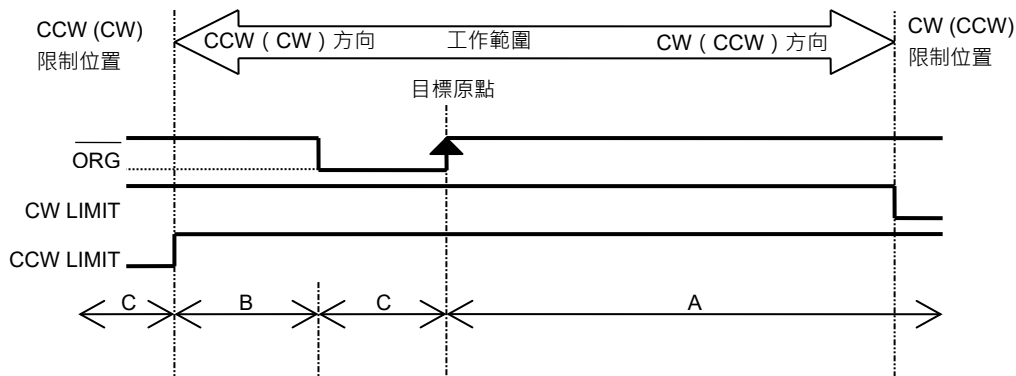 CCW (CW)
限制位置
CCW（CW）方向
工作範圍
CW（CCW）方向
CW (CCW)
限制位置
目標原點
ORG
CW LIMIT
CCW LIMIT
C
B
C
A